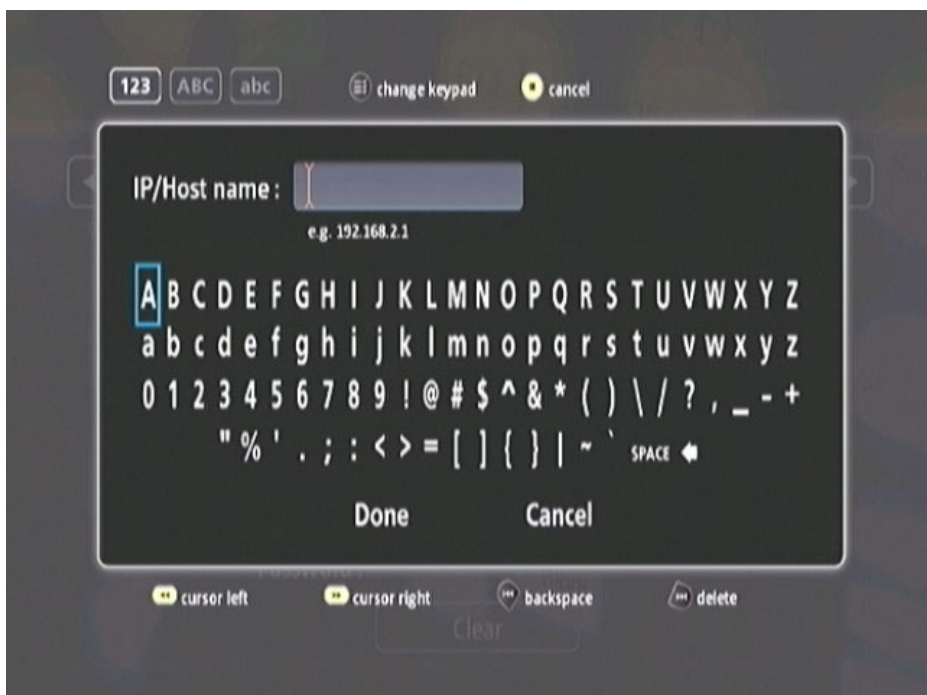 123 ABC abc change keypad cancel
IP/Host name :
e.g. 192.168.2.1
A B C D E F G H I J K L M N O P Q R S T U V W X Y Z
a b c d e f g h i j k l m n o p q r s t u v w x y z
0 1 2 3 4 5 6 7 8 9 ! @ # $ ^ & * ( ) \ / ? , _ - +
" % ' . ; : < > = [ ] { } | ~ ` SPACE
Done Cancel
Password :
cursor left cursor right backspace delete
Clear